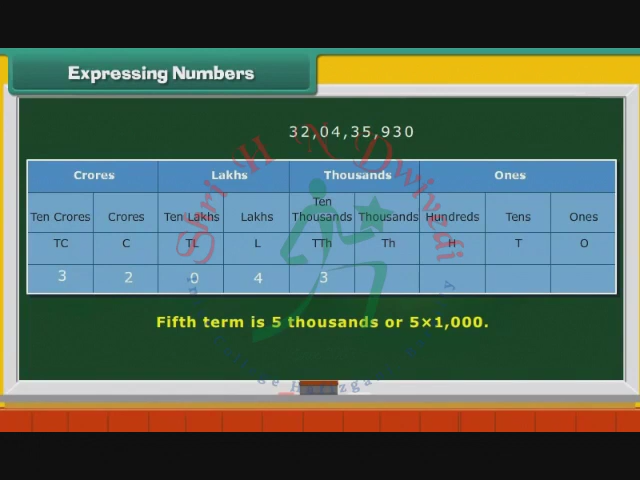 Expressing Numbers
32,04,35,930
Crores Lakhs Thousands Ones
Ten Crores Crores Ten Lakhs Lakhs Ten Thousands Thousands Hundreds Tens Ones
TC C TL L TTh Th H T O
3 2 0 4 3
Fifth term is 5 thousands or 5×1,000.
Shri H N Dwivedi